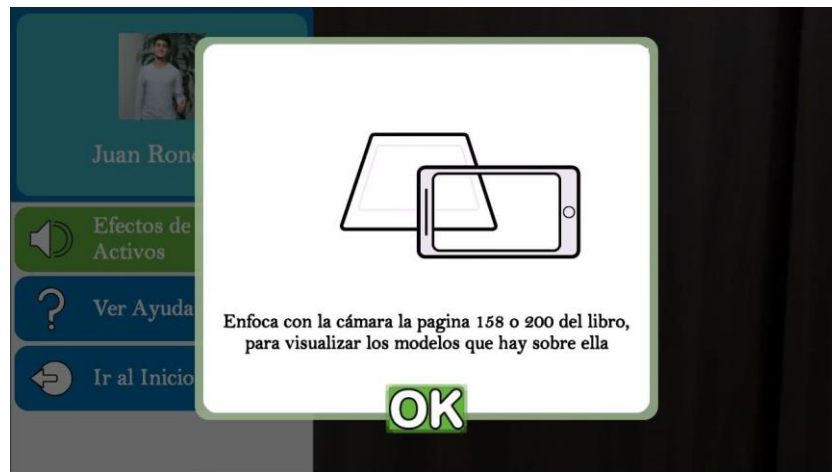 Juan
Efectos de
Activos
Ver Ayuda
Ir al Inicio
Enfoca con la cámara la pagina 158 o 200 del libro,
para visualizar los modelos que hay sobre ella
OK